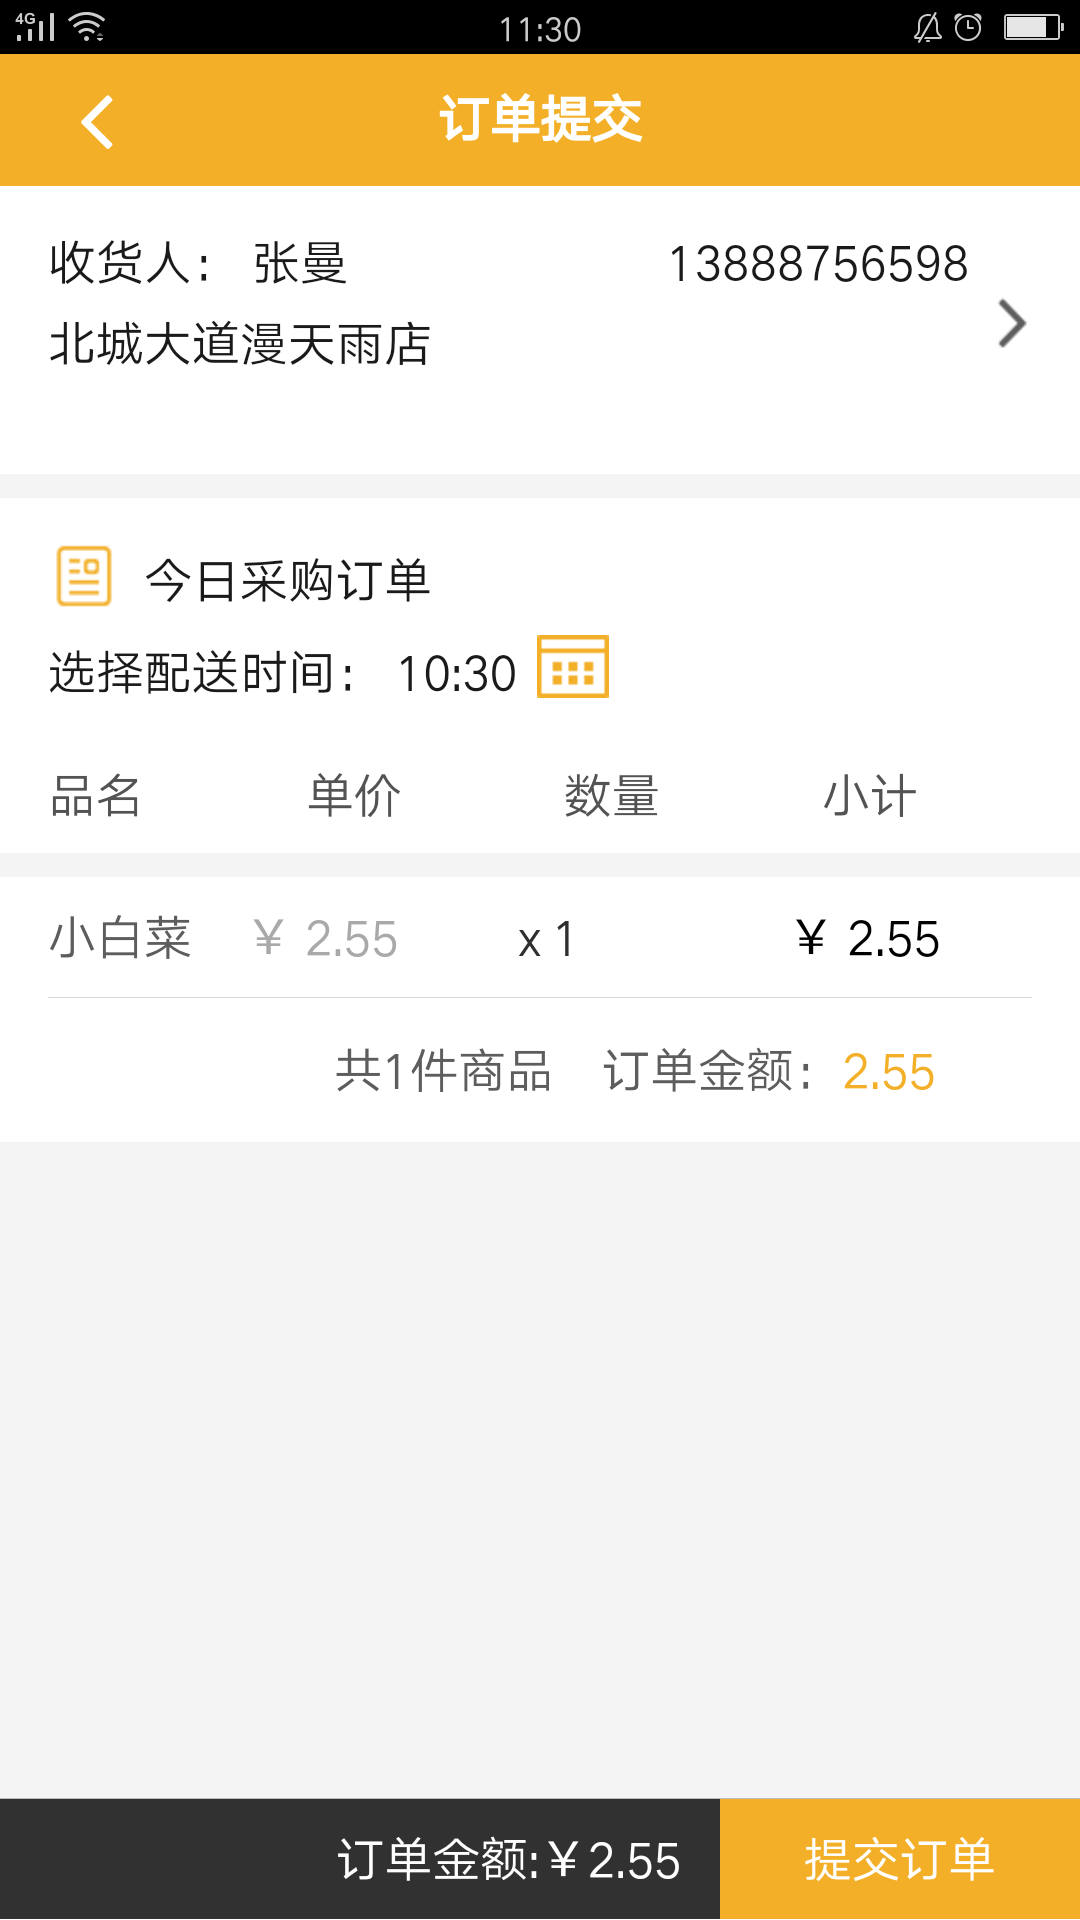 4G 11:30
订单提交
收货人： 张曼 13888756598
北城大道漫天雨店
今日采购订单
选择配送时间： 10:30
品名 单价 数量 小计
小白菜 ¥ 2.55 x 1 ¥ 2.55
共1件商品 订单金额：2.55
订单金额:¥2.55 提交订单